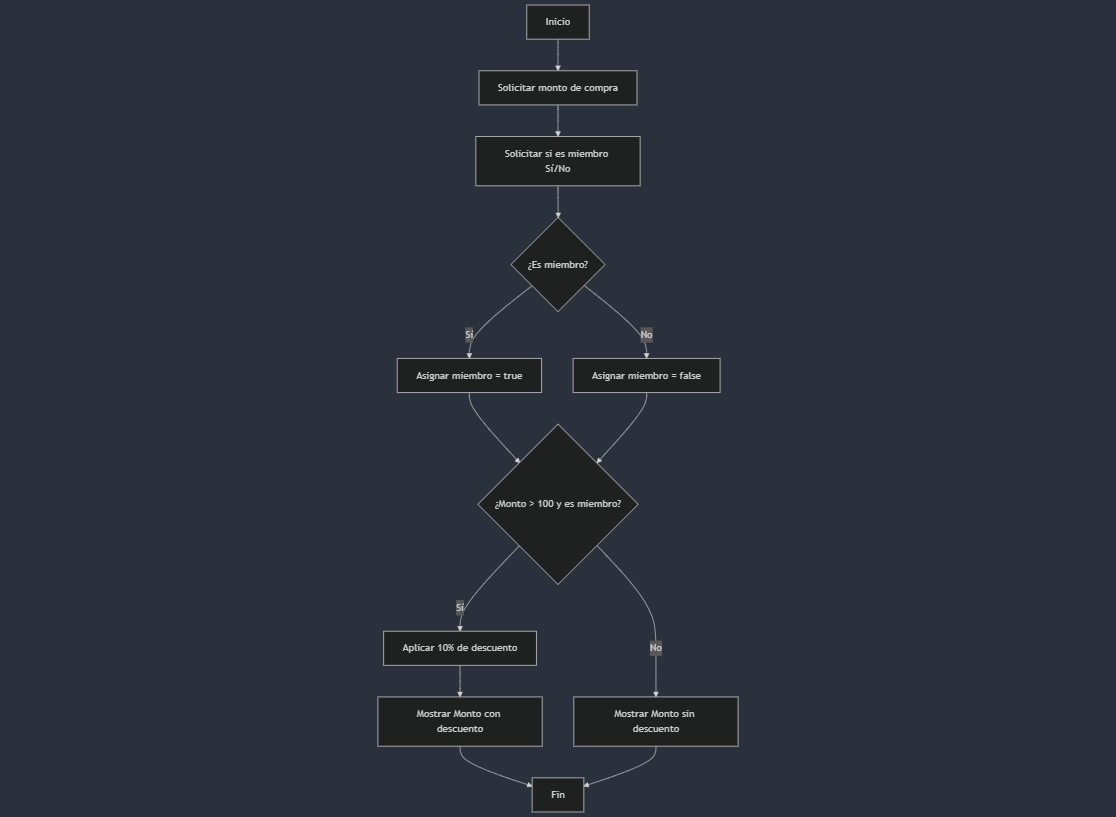 Inicio
Solicitar monto de compra
Solicitar si es miembro
Sí/No
¿Es miembro?
Sí
No
Asignar miembro = true
Asignar miembro = false
¿Monto > 100 y es miembro?
Sí
Aplicar 10% de descuento
No
Mostrar Monto con
descuento
Mostrar Monto sin
descuento
Fin